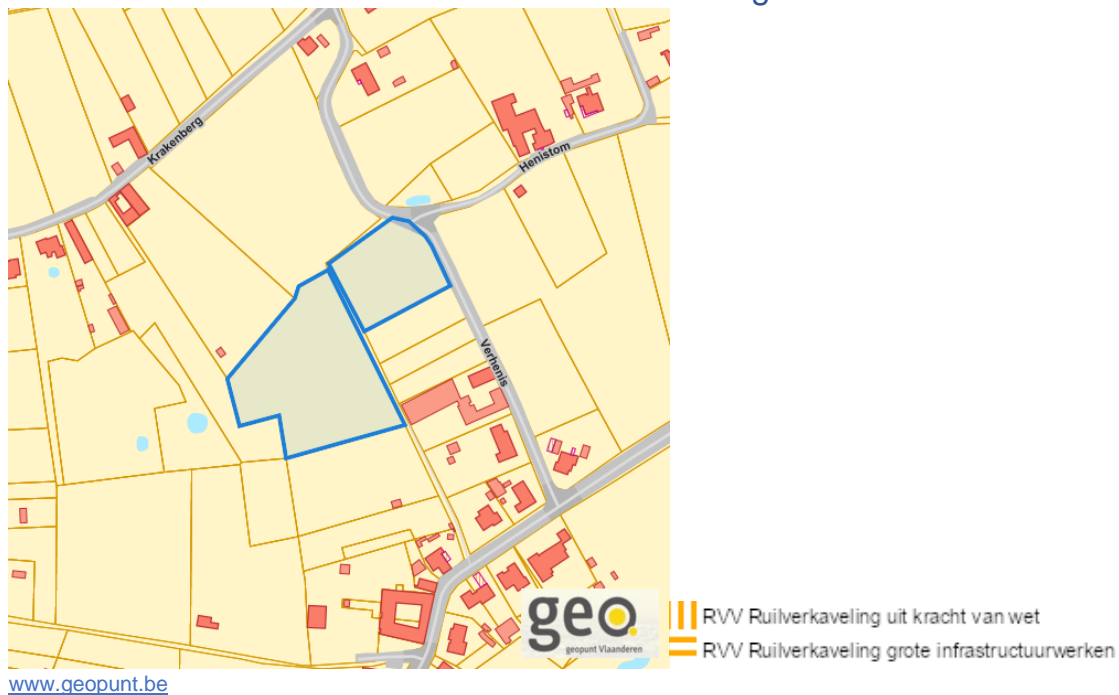 Krakenberg
Henistom
Verhenis
geo.
geopunt Vlaanderen
RVV Ruilverkaveling uit kracht van wet
RVV Ruilverkaveling grote infrastructuurwerken
www.geopunt.be